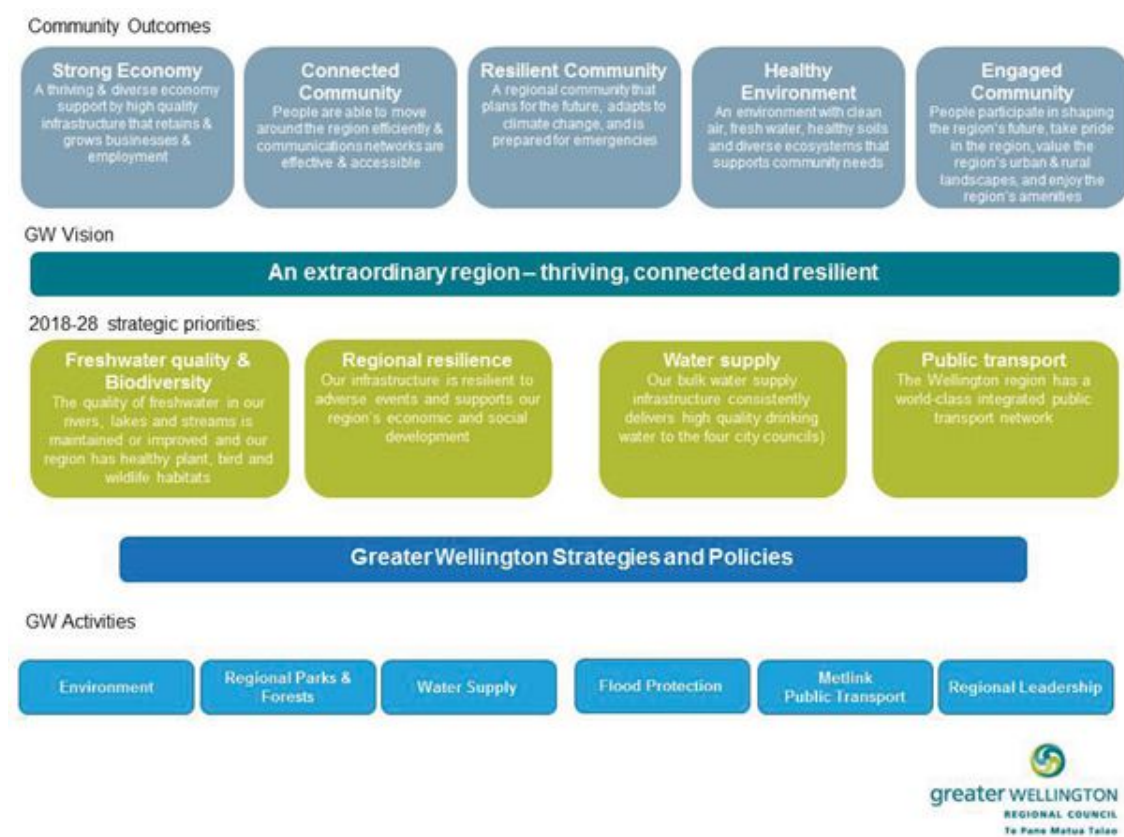 Community Outcomes
Strong Economy
A thriving & diverse economy
support by high quality
infrastructure that retains &
grows businesses &
employment
Connected
Community
People are able to move
around the region efficiently &
communications networks are
effective & accessible
Resilient Community
A regional community that
plans for the future, adapts to
climate change, and is
prepared for emergencies
Healthy
Environment
An environment with clean
air, fresh water, healthy soils
and diverse ecosystems that
supports community needs
Engaged
Community
People participate in shaping
the region's future, take pride
in the region, value the
region's urban & rural
landscapes, and enjoy the
region's amenities
GW Vision
An extraordinary region – thriving, connected and resilient
2018-28 strategic priorities:
Freshwater quality &
Biodiversity
The quality of freshwater in our
rivers, lakes and streams is
maintained or improved and our
region has healthy plant, bird and
wildlife habitats
Regional resilience
Our infrastructure is resilient to
adverse events and supports our
region's economic and social
development
Water supply
Our bulk water supply
infrastructure consistently
delivers high quality drinking
water to the four city councils)
Public transport
The Wellington region has a
world-class integrated public
transport network
Greater Wellington Strategies and Policies
GW Activities
Environment
Regional Parks &
Forests
Water Supply
Flood Protection
Metlink
Public Transport
Regional Leadership
greater WELLINGTON
REGIONAL COUNCIL
Te Pane Matua Taiao